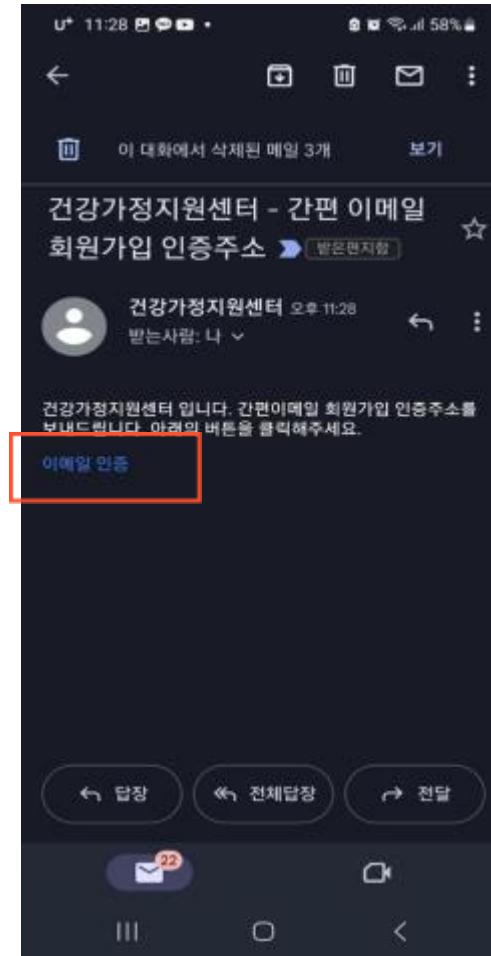 U+ 11:28 58%
이 대화에서 삭제된 메일 3개 보기
건강가정지원센터 - 간편 이메일
회원가입 인증주소 받은편지함
건강가정지원센터 오후 11:28
받는사람: 나
건강가정지원센터 입니다. 간편이메일 회원가입 인증주소를
보내드립니다. 아래의 버튼을 클릭해주세요.
이메일 인증
답장 전체답장 전달
22